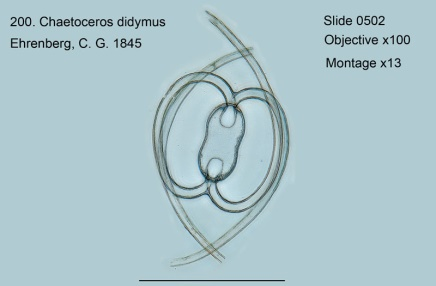 200. Chaetoceros didymus
Ehrenberg, C. G. 1845
Slide 0502
Objective x100
Montage x13